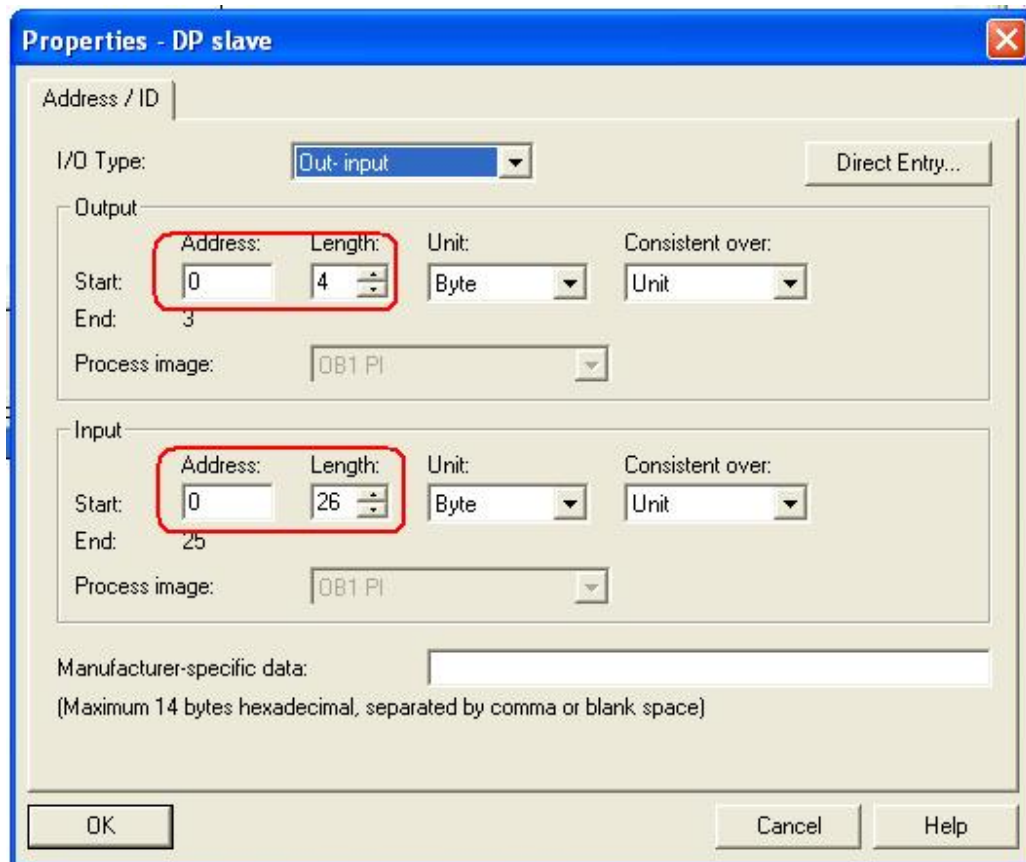 Properties - DP slave
Address / ID
I/O Type: Out- input Direct Entry...
Output
Address: Length: Unit: Consistent over:
Start: 0 4 Byte Unit
End: 3
Process image: OB1 PI
Input
Address: Length: Unit: Consistent over:
Start: 0 26 Byte Unit
End: 25
Process image: OB1 PI
Manufacturer-specific data:
(Maximum 14 bytes hexadecimal, separated by comma or blank space)
OK Cancel Help